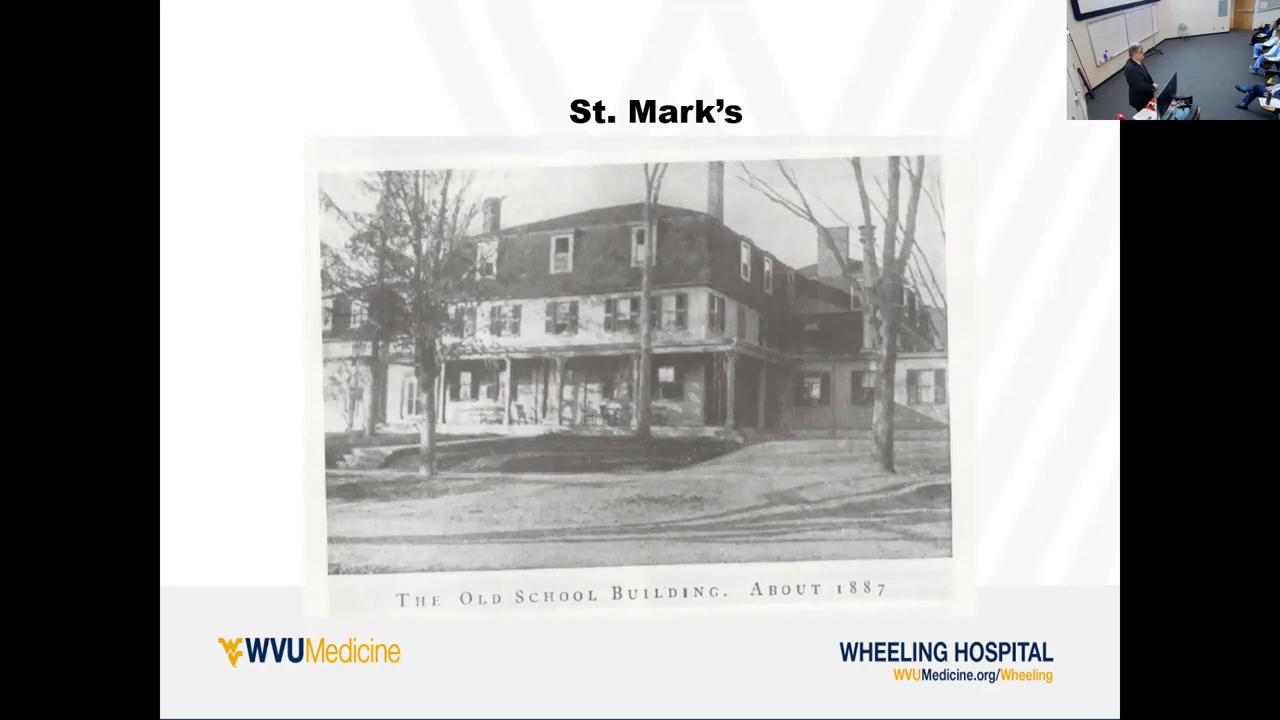 St. Mark’s
THE OLD SCHOOL BUILDING. ABOUT 1887
WVUMedicine
WHEELING HOSPITAL
WVUMedicine.org/Wheeling